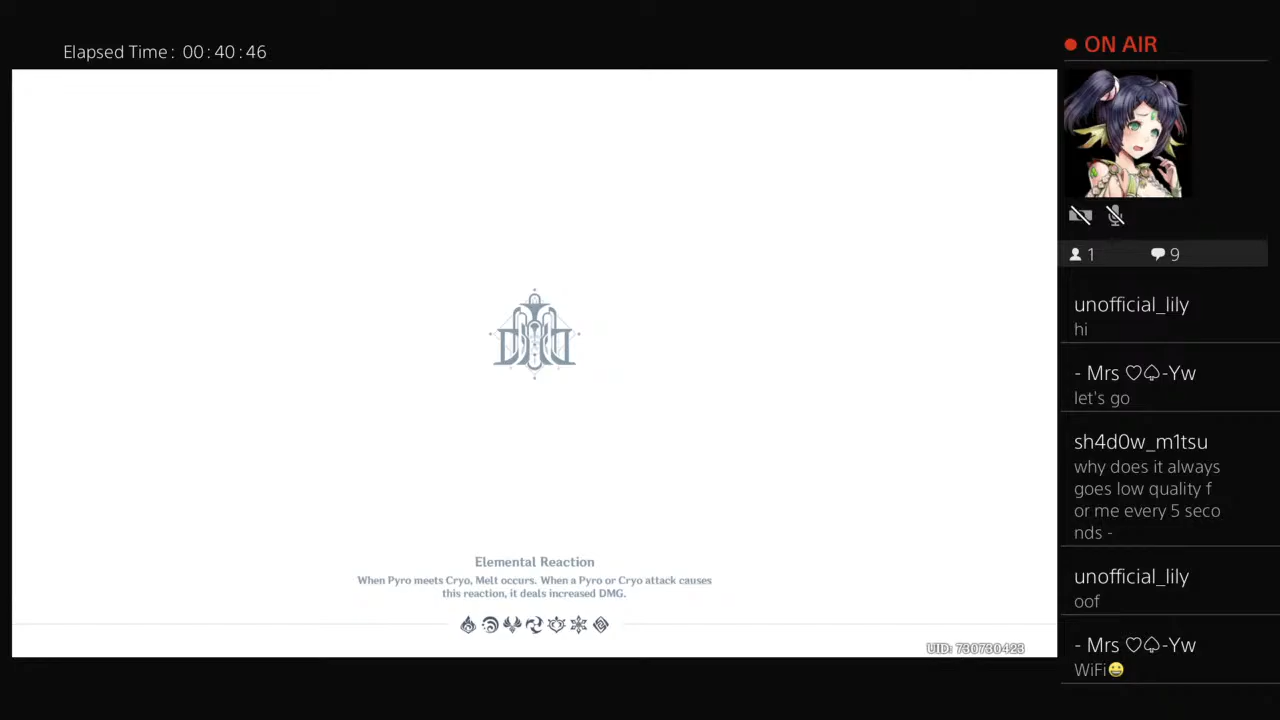 Elapsed Time: 00:40:46
ON AIR
1 9
unofficial_lily
hi
- Mrs ♡♤-Yw
let's go
sh4d0w_m1tsu
why does it always
goes low quality f
or me every 5 seco
nds -
unofficial_lily
oof
- Mrs ♡♤-Yw
WiFi😀
Elemental Reaction
When Pyro meets Cryo, Melt occurs. When a Pyro or Cryo attack causes
this reaction, it deals increased DMG.
UID: 730730423